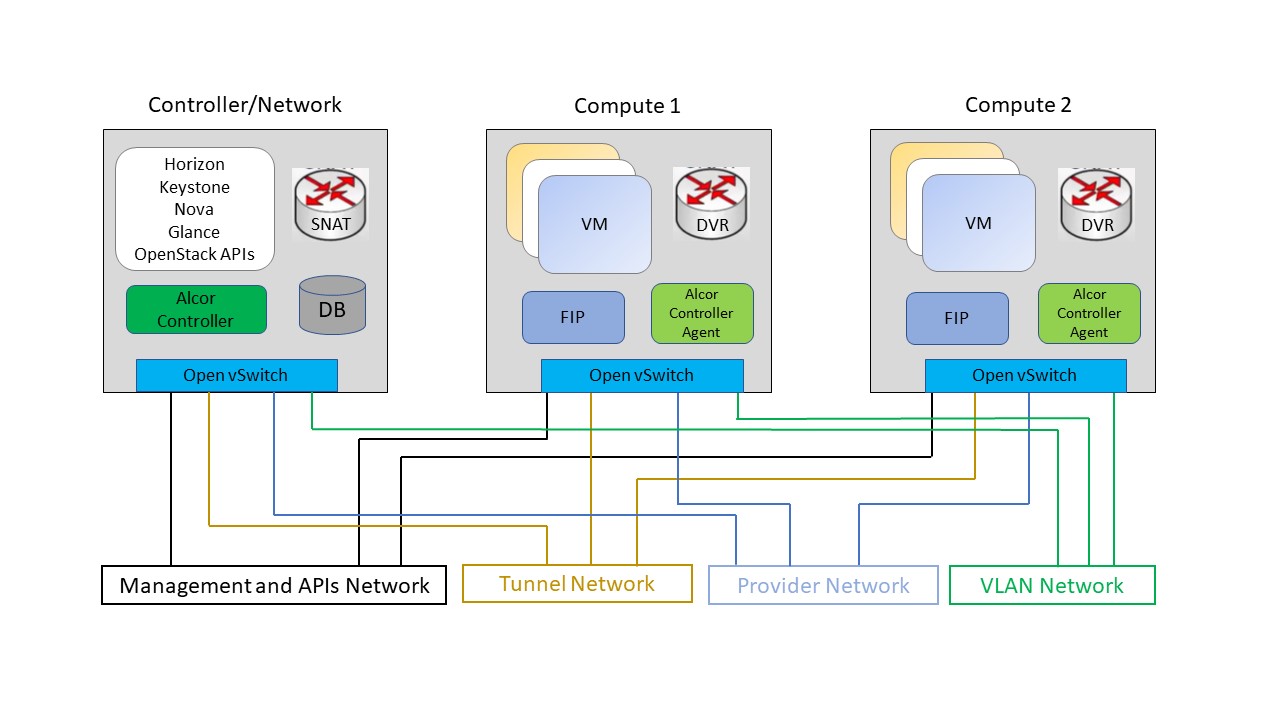 Controller/Network
Compute 1
Compute 2
Horizon
Keystone
Nova
Glance
OpenStack APIs
SNAT
Alcor
Controller
DB
Open vSwitch
VM
DVR
FIP
Alcor
Controller
Agent
Open vSwitch
VM
DVR
FIP
Alcor
Controller
Agent
Open vSwitch
Management and APIs Network
Tunnel Network
Provider Network
VLAN Network